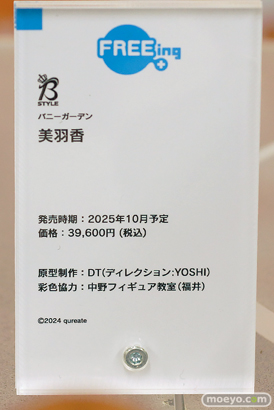 FREEing
B
STYLE
バニーガーデン
美羽香
発売時期：2025年10月予定
価格：39,600円 (税込)
原型制作：DT(ディレクション:YOSHI)
彩色協力：中野フィギュア教室(福井)
©2024 qureate
moeyo.com